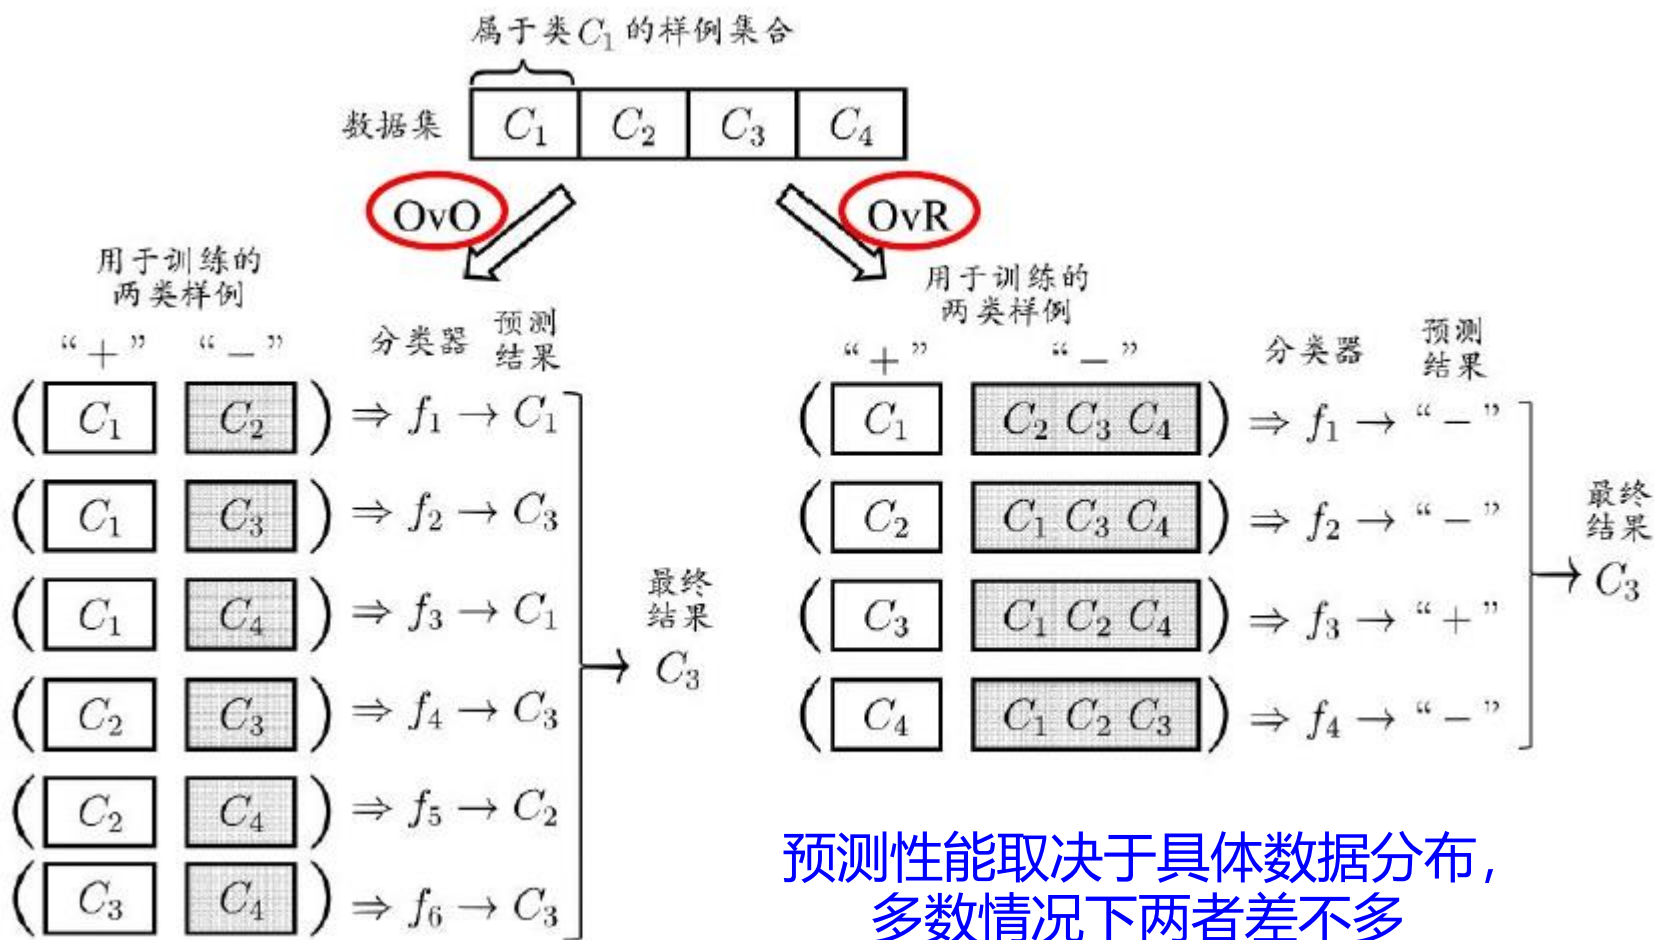 属于类C₁的样例集合
数据集 C₁ C₂ C₃ C₄
OvO OvR
用于训练的
两类样例
“+” “−” 分类器 预测结果
( C₁ C₂ ) ⇒ f₁ → C₁
( C₁ C₃ ) ⇒ f₂ → C₃
( C₁ C₄ ) ⇒ f₃ → C₁
( C₂ C₃ ) ⇒ f₄ → C₃
( C₂ C₄ ) ⇒ f₅ → C₂
( C₃ C₄ ) ⇒ f₆ → C₃
最终
结果
C₃
用于训练的
两类样例
“+” “−” 分类器 预测结果
( C₁ C₂ C₃ C₄ ) ⇒ f₁ → “−”
( C₂ C₁ C₃ C₄ ) ⇒ f₂ → “−”
( C₃ C₁ C₂ C₄ ) ⇒ f₃ → “+”
( C₄ C₁ C₂ C₃ ) ⇒ f₄ → “−”
最终
结果
C₃
预测性能取决于具体数据分布，
多数情况下两者差不多